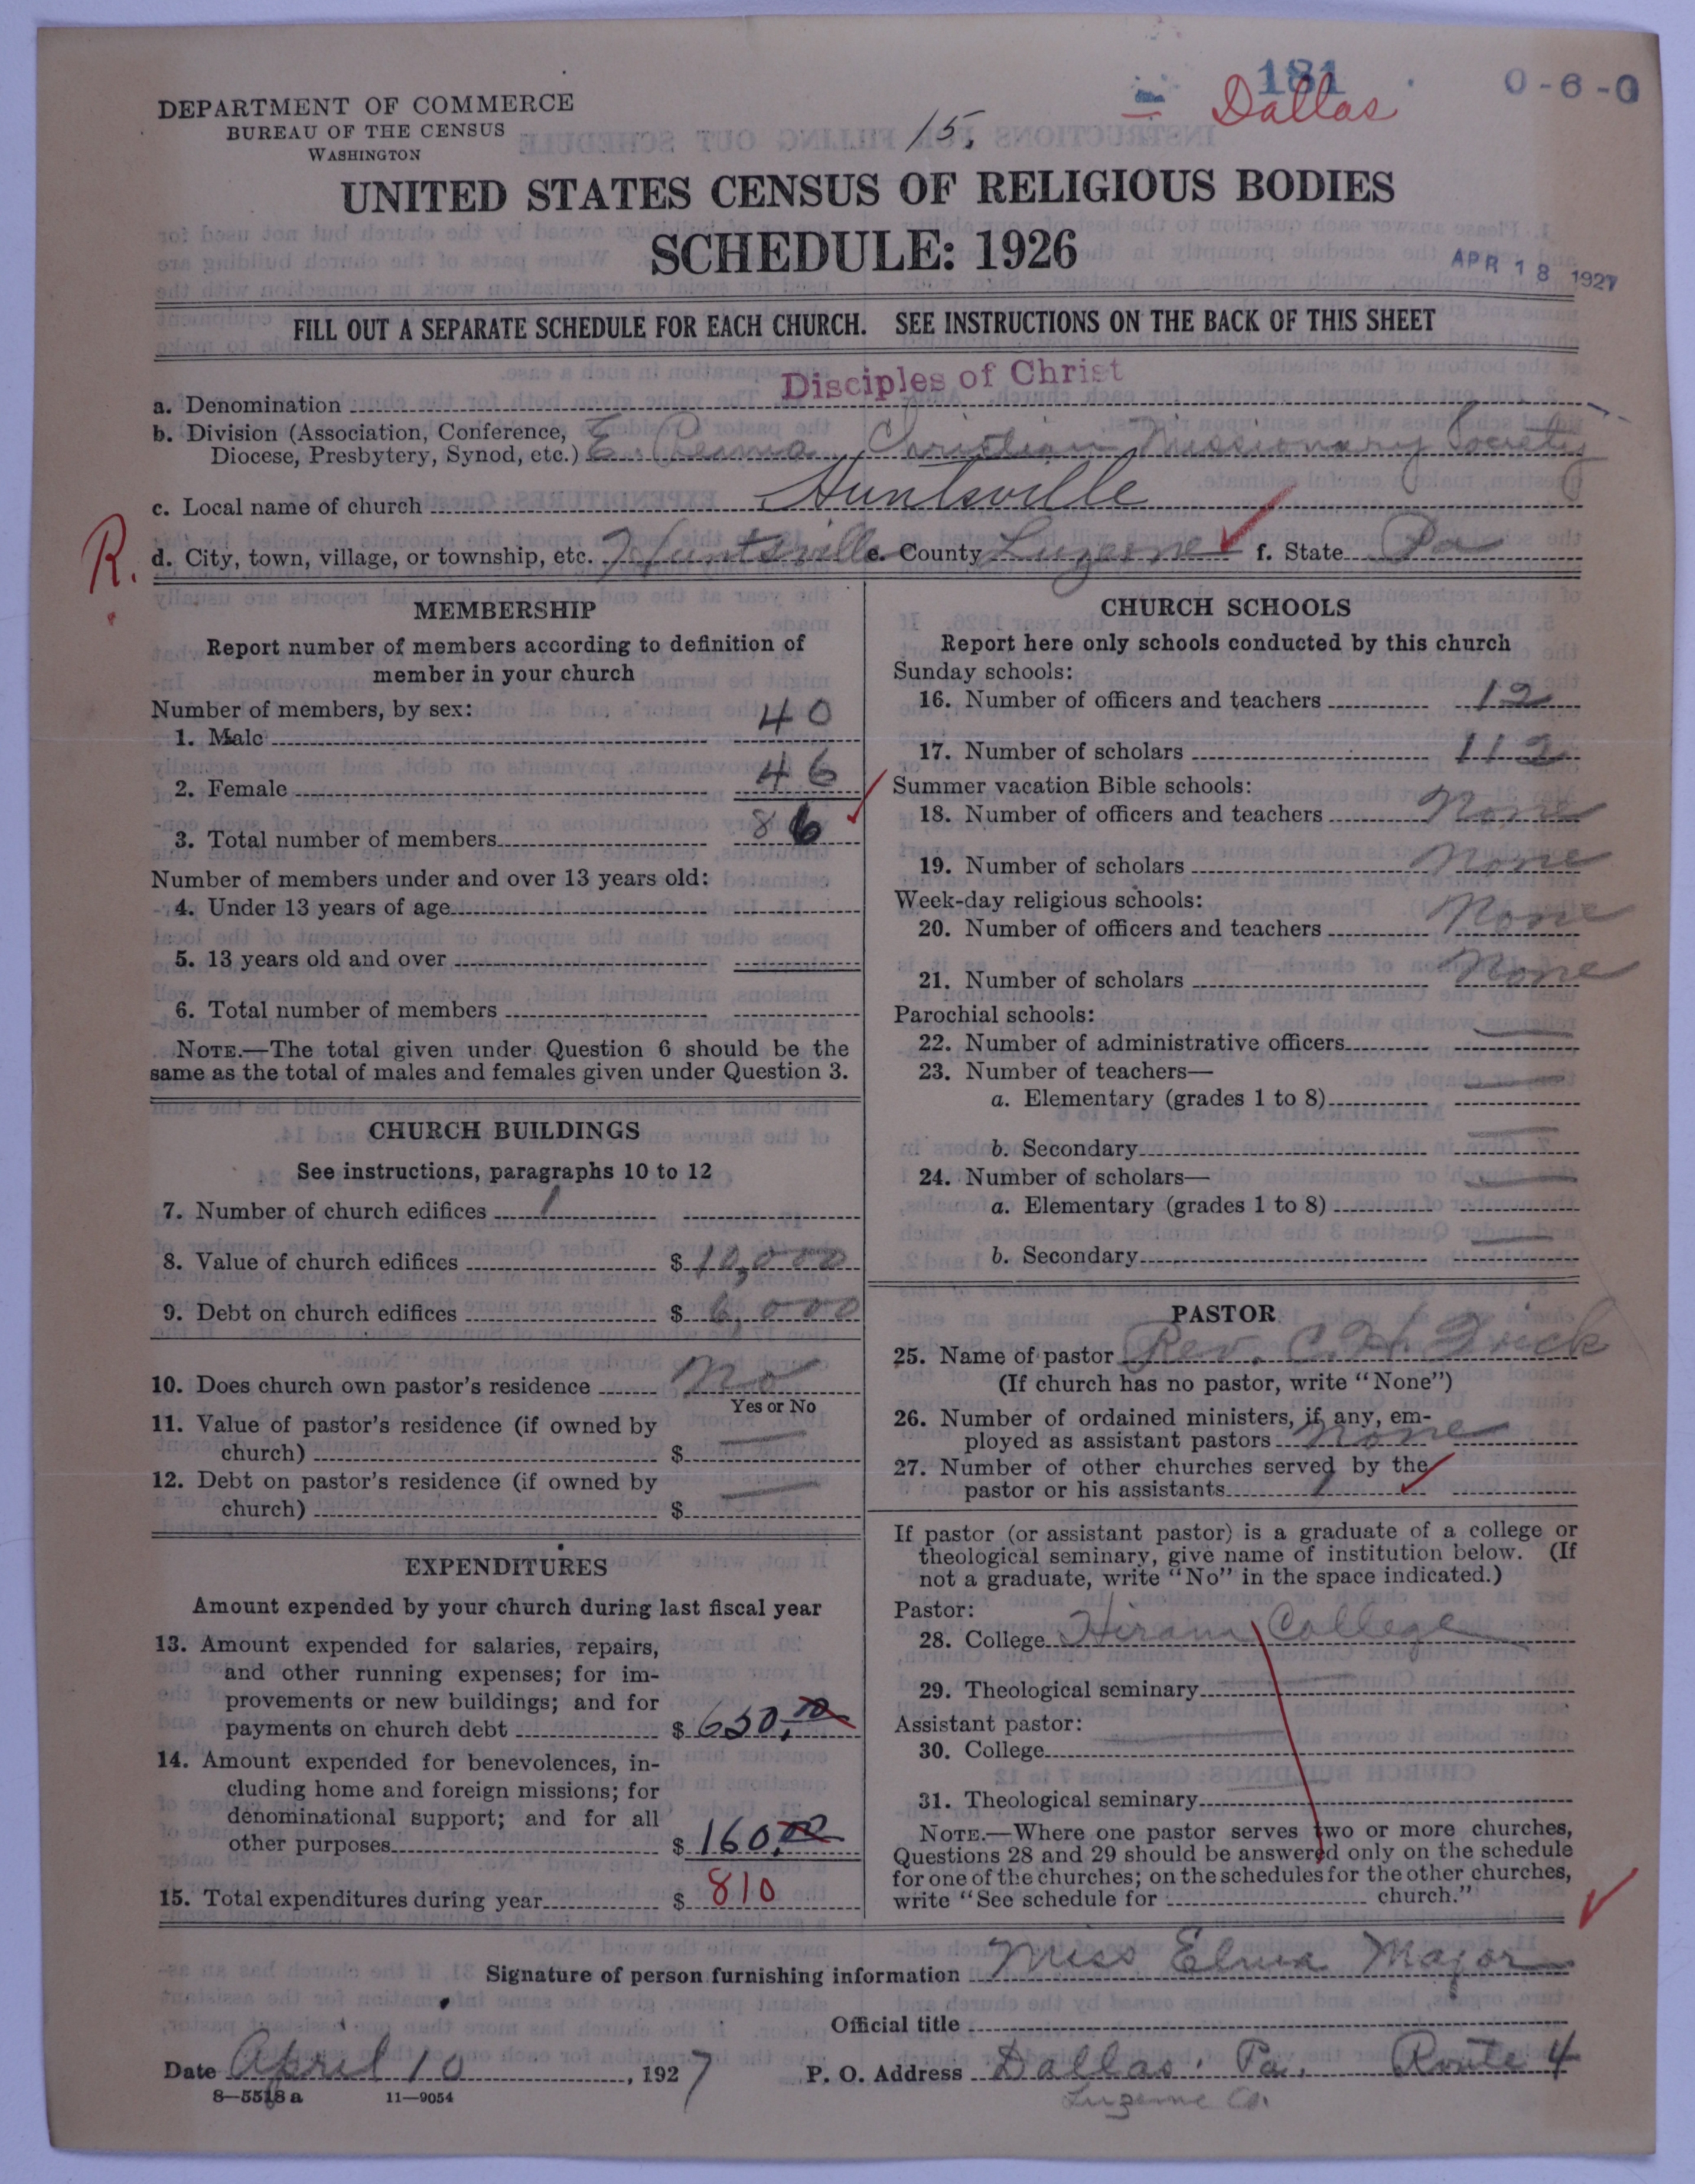 181
Dallas
0-6-0
DEPARTMENT OF COMMERCE
BUREAU OF THE CENSUS
WASHINGTON
15.
UNITED STATES CENSUS OF RELIGIOUS BODIES
SCHEDULE: 1926
APR 18 1927
FILL OUT A SEPARATE SCHEDULE FOR EACH CHURCH. SEE INSTRUCTIONS ON THE BACK OF THIS SHEET
a. Denomination Disciples of Christ
b. Division (Association, Conference,
Diocese, Presbytery, Synod, etc.) E. Penna Christian Missionary Society
c. Local name of church Huntsville
R. d. City, town, village, or township, etc. Huntsville e. County Luzerne f. State Pa
MEMBERSHIP
Report number of members according to definition of
member in your church
Number of members, by sex:
1. Male 40
2. Female 46
3. Total number of members 86
Number of members under and over 13 years old:
4. Under 13 years of age
5. 13 years old and over
6. Total number of members
NOTE.—The total given under Question 6 should be the
same as the total of males and females given under Question 3.
CHURCH BUILDINGS
See instructions, paragraphs 10 to 12
7. Number of church edifices 1
8. Value of church edifices $ 10,000
9. Debt on church edifices $ 6,000
10. Does church own pastor's residence No
Yes or No
11. Value of pastor's residence (if owned by
church) $ —
12. Debt on pastor's residence (if owned by
church) $ —
EXPENDITURES
Amount expended by your church during last fiscal year
13. Amount expended for salaries, repairs,
and other running expenses; for im-
provements or new buildings; and for
payments on church debt $ 650.00
14. Amount expended for benevolences, in-
cluding home and foreign missions; for
denominational support; and for all
other purposes $ 160.00
15. Total expenditures during year $ 810
CHURCH SCHOOLS
Report here only schools conducted by this church
Sunday schools:
16. Number of officers and teachers 12
17. Number of scholars 112
Summer vacation Bible schools:
18. Number of officers and teachers None
19. Number of scholars None
Week-day religious schools:
20. Number of officers and teachers None
21. Number of scholars None
Parochial schools:
22. Number of administrative officers —
23. Number of teachers—
a. Elementary (grades 1 to 8) —
b. Secondary —
24. Number of scholars—
a. Elementary (grades 1 to 8) —
b. Secondary —
PASTOR
25. Name of pastor Rev. C. H. Frick
(If church has no pastor, write "None")
26. Number of ordained ministers, if any, em-
ployed as assistant pastors None
27. Number of other churches served by the
pastor or his assistants 1
If pastor (or assistant pastor) is a graduate of a college or
theological seminary, give name of institution below. (If
not a graduate, write "No" in the space indicated.)
Pastor:
28. College Hiram College
29. Theological seminary —
Assistant pastor:
30. College —
31. Theological seminary —
NOTE.—Where one pastor serves two or more churches,
Questions 28 and 29 should be answered only on the schedule
for one of the churches; on the schedules for the other churches,
write "See schedule for church."
Signature of person furnishing information Miss Elma Major
Official title
Date April 10, 1927 P. O. Address Dallas, Pa. Route 4
8—5518 a 11—9054 Luzerne Co.